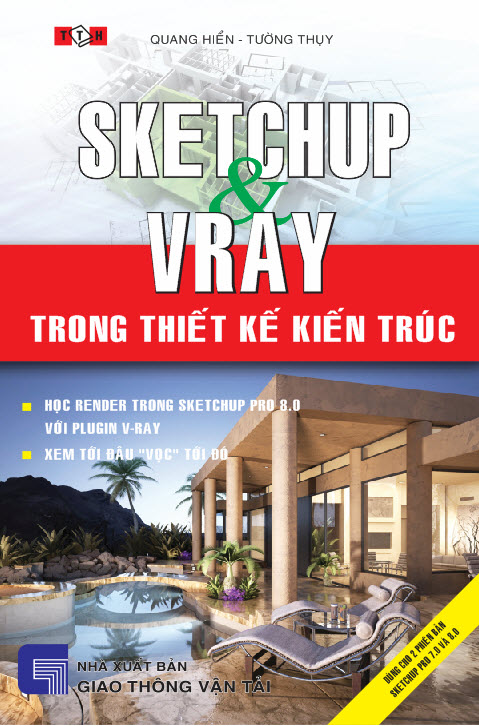 T T H
QUANG HIỂN - TƯỜNG THỤY
SKETCHUP
&
VRAY
TRONG THIẾT KẾ KIẾN TRÚC
HỌC RENDER TRONG SKETCHUP PRO 8.0
VỚI PLUGIN V-RAY
XEM TỚI ĐÂU "VỌC" TỚI ĐÓ
DÙNG CHO 2 PHIÊN BẢN
SKETCHUP PRO 7.0 VÀ 8.0
NHÀ XUẤT BẢN
GIAO THÔNG VẬN TẢI